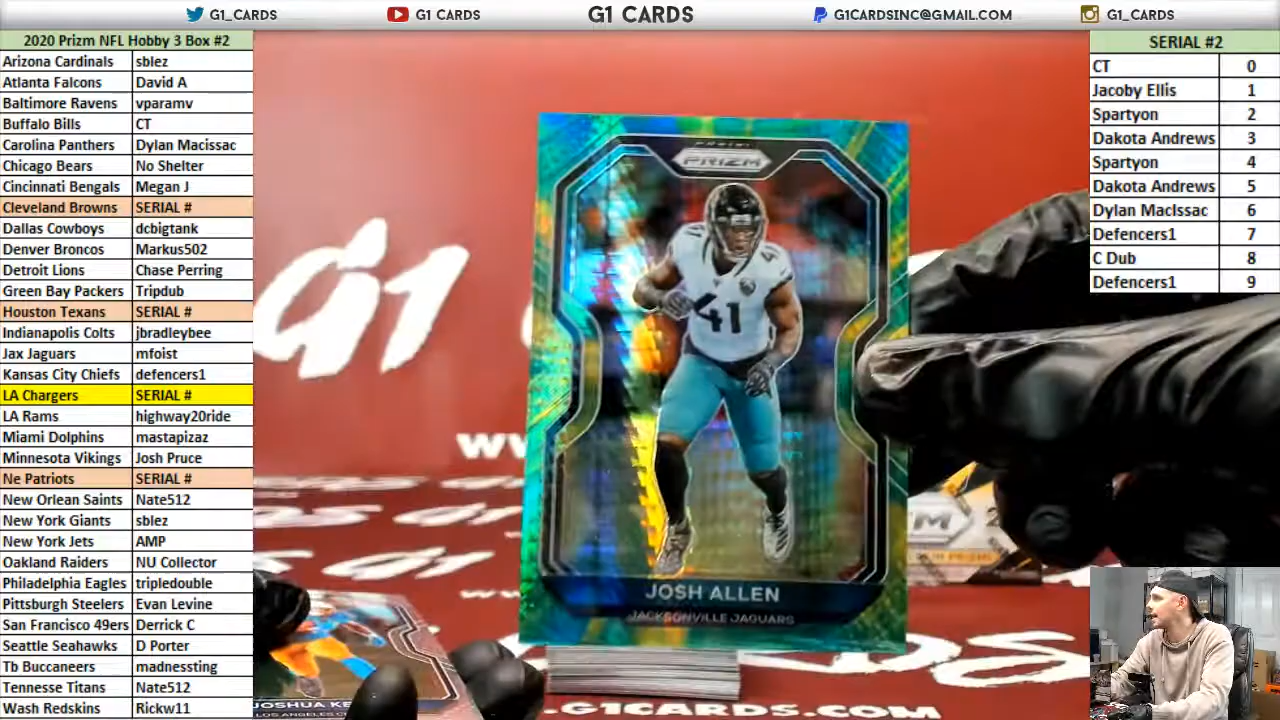 G1_CARDS
G1 CARDS
G1 CARDS
G1CARDSINC@GMAIL.COM
G1_CARDS
2020 Prizm NFL Hobby 3 Box #2
Arizona Cardinals sblez
Atlanta Falcons David A
Baltimore Ravens vparamv
Buffalo Bills CT
Carolina Panthers Dylan Macissac
Chicago Bears No Shelter
Cincinnati Bengals Megan J
Cleveland Browns SERIAL #
Dallas Cowboys dcbigtank
Denver Broncos Markus502
Detroit Lions Chase Perring
Green Bay Packers Tripdub
Houston Texans SERIAL #
Indianapolis Colts jbradleybee
Jax Jaguars mfoist
Kansas City Chiefs defencers1
LA Chargers SERIAL #
LA Rams highway20ride
Miami Dolphins mastapizaz
Minnesota Vikings Josh Pruce
Ne Patriots SERIAL #
New Orlean Saints Nate512
New York Giants sblez
New York Jets AMP
Oakland Raiders NU Collector
Philadelphia Eagles tripledouble
Pittsburgh Steelers Evan Levine
San Francisco 49ers Derrick C
Seattle Seahawks D Porter
Tb Buccaneers madnessting
Tennesse Titans Nate512
Wash Redskins Rickw11
SERIAL #2
CT 0
Jacoby Ellis 1
Spartyon 2
Dakota Andrews 3
Spartyon 4
Dakota Andrews 5
Dylan MacIssac 6
Defencers1 7
C Dub 8
Defencers1 9
PANINI
PRIZM
41
41
JOSH ALLEN
JACKSONVILLE JAGUARS
G1
JOSHUA
LOS ANGELES
.G1CARDS.COM